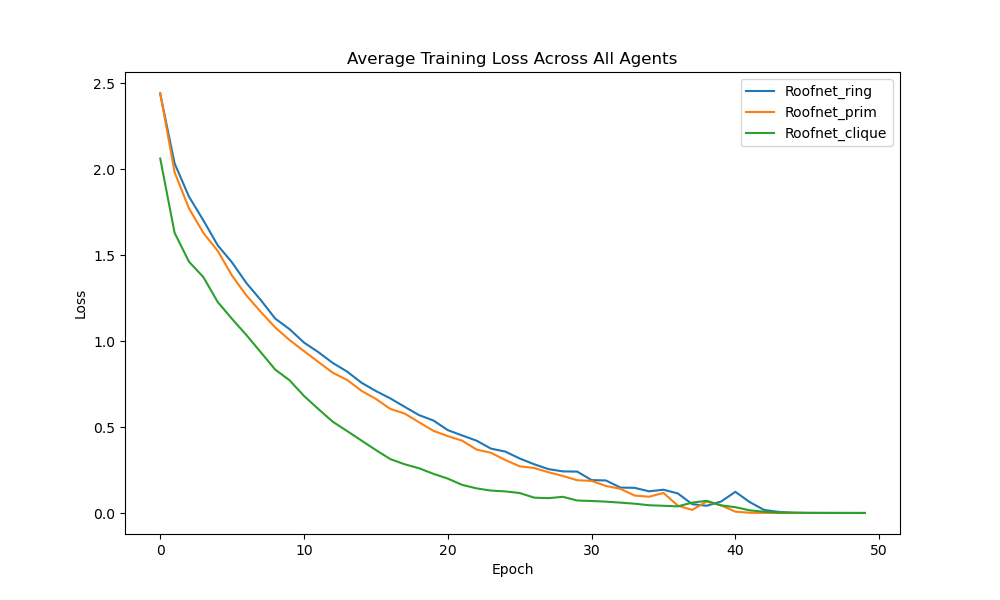 Average Training Loss Across All Agents
Roofnet_ring
Roofnet_prim
Roofnet_clique
Loss
2.5
2.0
1.5
1.0
0.5
0.0
0 10 20 30 40 50
Epoch